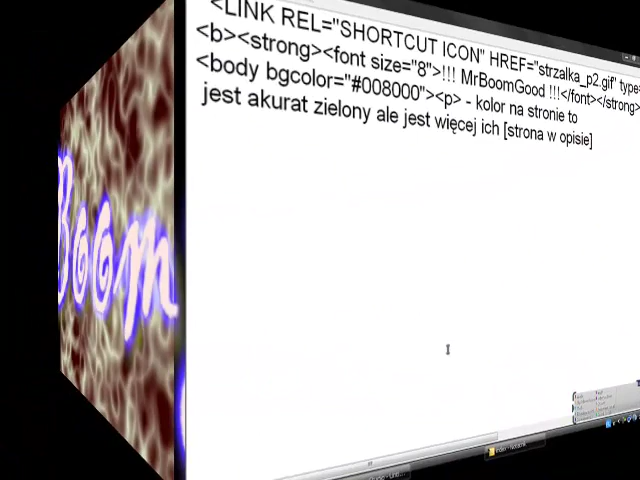 <LINK REL="SHORTCUT ICON" HREF="strzalka_p2.gif" type=
<b><strong><font size="8">!!! MrBoomGood !!!</font></strong>
<body bgcolor="#008000"><p> - kolor na stronie to
jest akurat zielony ale jest więcej ich [strona w opisie]
Boom